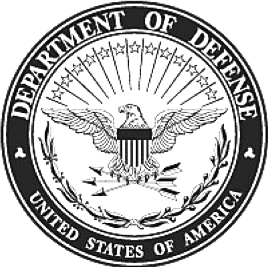 DEPARTMENT OF DEFENSE
UNITED STATES OF AMERICA